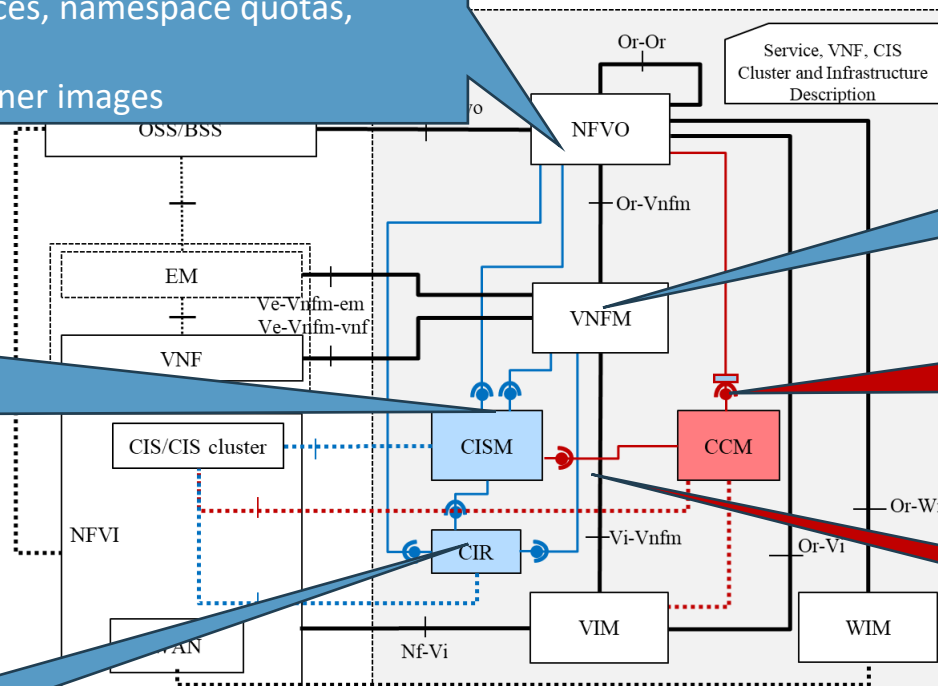 ces, namespace quotas,
ner images
Or-Or
Service, VNF, CIS
Cluster and Infrastructure
Description
OSS/BSS
NFVO
Or-Vnfm
EM
Ve-Vnfm-em
Ve-Vnfm-vnf
VNFM
VNF
CIS/CIS cluster
CISM
CCM
NFVI
Or-Vi
CIR
Vi-Vnfm
VIM
WIM
Nf-Vi